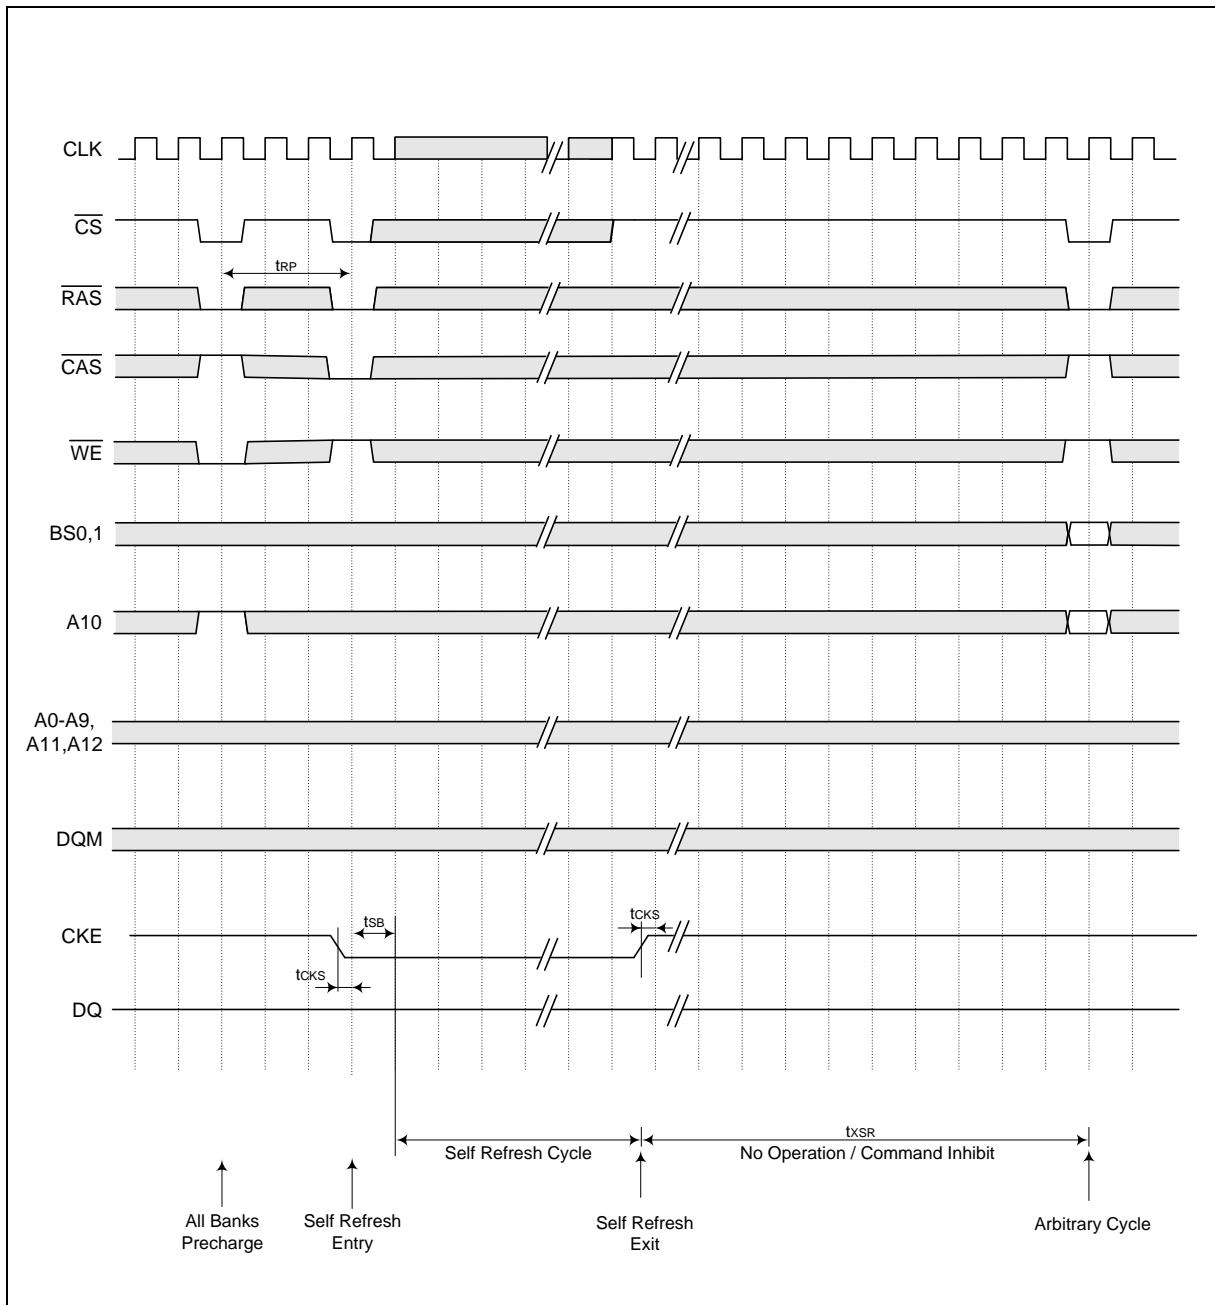 CLK
CS
tRP
RAS
CAS
WE
BS0,1
A10
A0-A9,
A11,A12
DQM
tSB
tCKS
CKE
tCKS
DQ
tXSR
Self Refresh Cycle
No Operation / Command Inhibit
All Banks
Precharge
Self Refresh
Entry
Self Refresh
Exit
Arbitrary Cycle